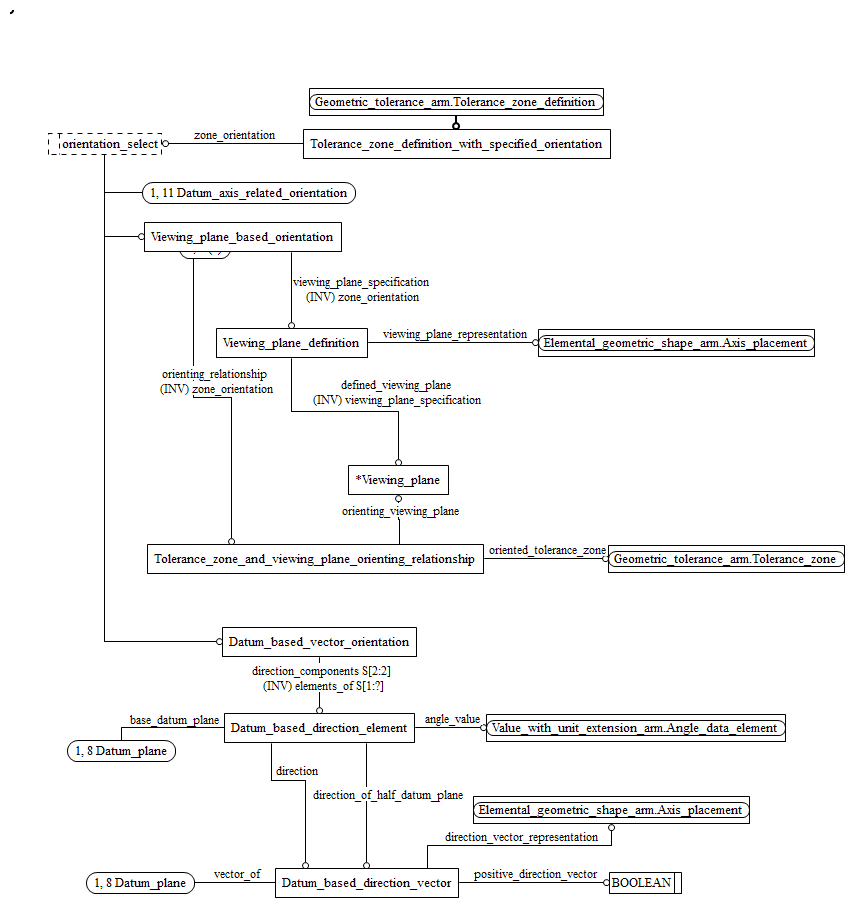 Geometric_tolerance_arm.Tolerance_zone_definition
orientation_select
zone_orientation
Tolerance_zone_definition_with_specified_orientation
1, 11 Datum_axis_related_orientation
Viewing_plane_based_orientation
viewing_plane_specification
(INV) zone_orientation
Viewing_plane_definition
viewing_plane_representation
Elemental_geometric_shape_arm.Axis_placement
orienting_relationship
(INV) zone_orientation
defined_viewing_plane
(INV) viewing_plane_specification
*Viewing_plane
orienting_viewing_plane
Tolerance_zone_and_viewing_plane_orienting_relationship
oriented_tolerance_zone
Geometric_tolerance_arm.Tolerance_zone
Datum_based_vector_orientation
direction_components S[2:2]
(INV) elements_of S[1:?]
base_datum_plane
Datum_based_direction_element
angle_value
Value_with_unit_extension_arm.Angle_data_element
1, 8 Datum_plane
direction
direction_of_half_datum_plane
Elemental_geometric_shape_arm.Axis_placement
direction_vector_representation
1, 8 Datum_plane
vector_of
Datum_based_direction_vector
positive_direction_vector
BOOLEAN